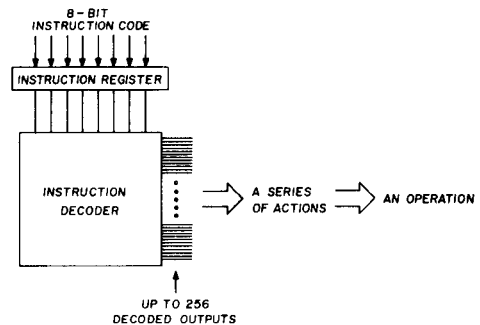 8-BIT
INSTRUCTION CODE
INSTRUCTION REGISTER
INSTRUCTION
DECODER
A SERIES
OF ACTIONS
AN OPERATION
UP TO 256
DECODED OUTPUTS